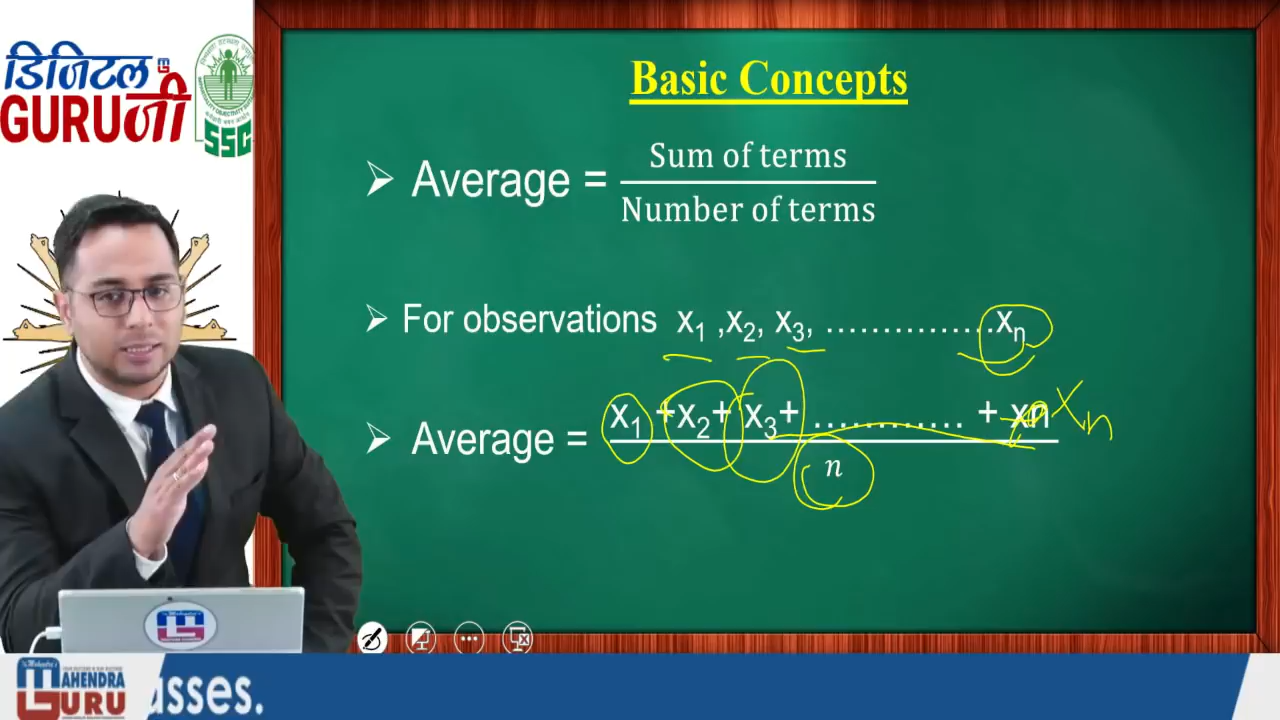 डिजिटल
GURUजी
SSC
Basic Concepts
➤ Average = Sum of terms
Number of terms
➤ For observations x₁ ,x₂, x₃, ……………xₙ
➤ Average = x₁ +x₂+ x₃+ ………… + xn Xn
n
MAHENDRA
GURU
asses.